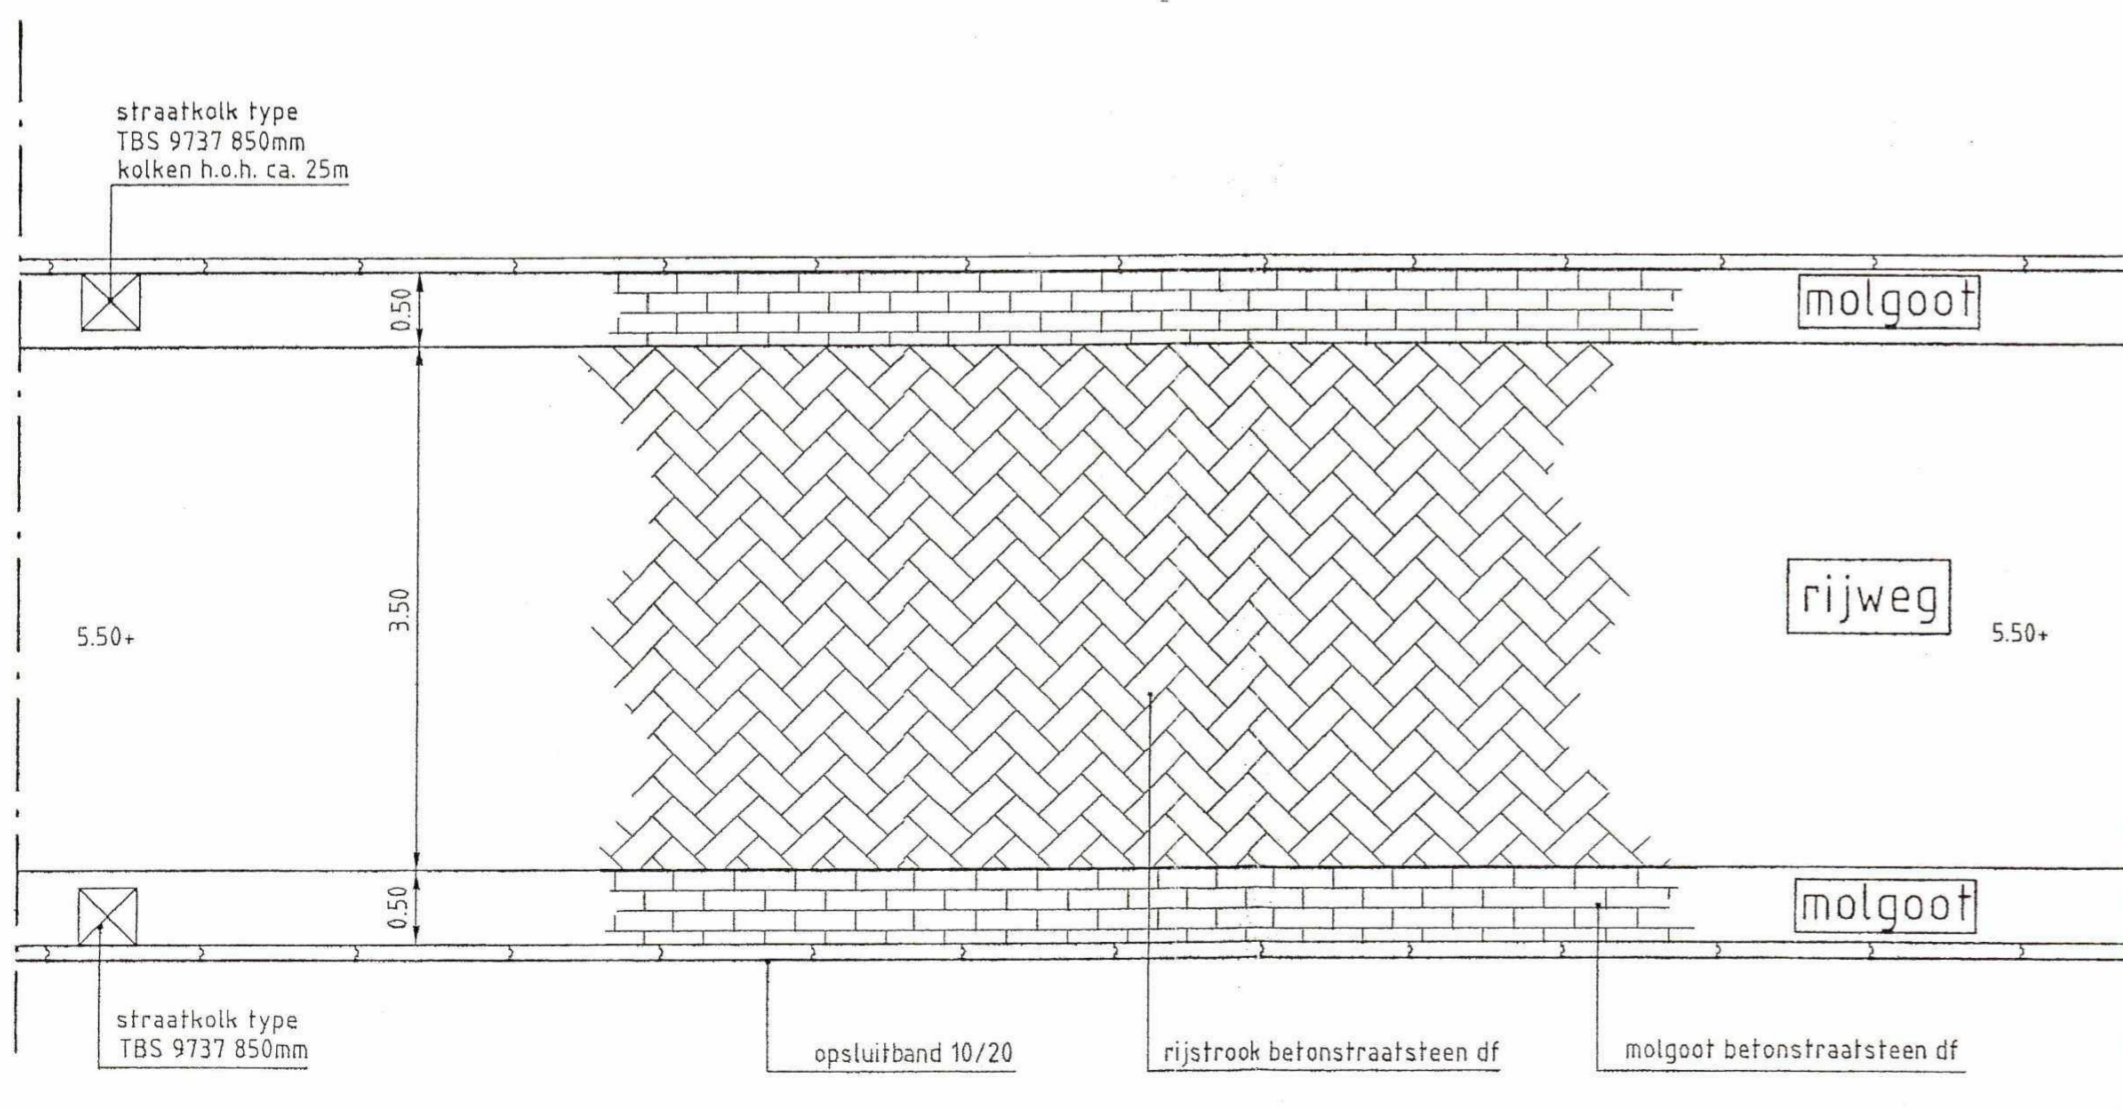 straatkolk type
TBS 9737 850mm
kolken h.o.h. ca. 25m
0.50
molgoot
3.50
rijweg
5.50+
5.50+
0.50
molgoot
straatkolk type
TBS 9737 850mm
opsluitband 10/20
rijstrook betonstraatsteen df
molgoot betonstraatsteen df